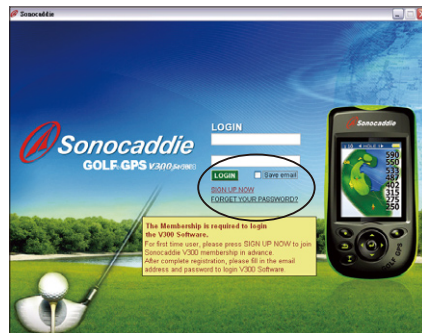 Sonocaddie
LOGIN
Sonocaddie
GOLF GPS V300
LOGIN Save email
SIGN UP NOW
FORGET YOUR PASSWORD?
The Membership is required to login
the V300 Software.
For first time user, please press SIGN UP NOW to join
Sonocaddie V300 membership in advance.
After complete registration, please fill in the email
address and password to login V300 Software
Sonocaddie
HOLE
590
550
533
487
402
315
275
250
GOLF GPS